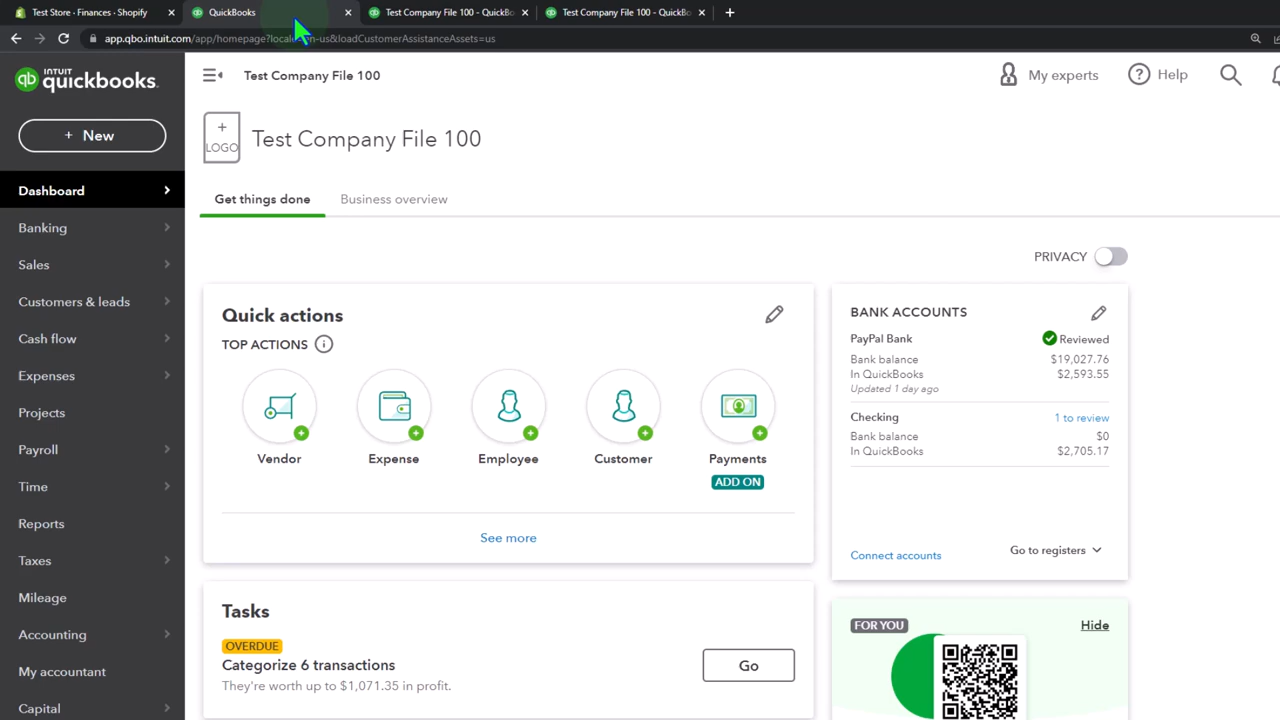 Test Store · Finances · Shopify
QuickBooks
Test Company File 100 - QuickBo
Test Company File 100 - QuickBo
app.qbo.intuit.com/app/homepage?locale=en-us&loadCustomerAssistanceAssets=us
INTUIT
quickbooks.
Test Company File 100
My experts
Help
+ New
+
LOGO
Test Company File 100
Dashboard
Banking
Sales
Customers & leads
Cash flow
Expenses
Projects
Payroll
Time
Reports
Taxes
Mileage
Accounting
My accountant
Capital
Get things done
Business overview
PRIVACY
Quick actions
TOP ACTIONS
Vendor
Expense
Employee
Customer
Payments
ADD ON
See more
BANK ACCOUNTS
PayPal Bank
Reviewed
Bank balance
$19,027.76
In QuickBooks
$2,593.55
Updated 1 day ago
Checking
1 to review
Bank balance
$0
In QuickBooks
$2,705.17
Connect accounts
Go to registers
Tasks
OVERDUE
Categorize 6 transactions
They're worth up to $1,071.35 in profit.
Go
FOR YOU
Hide